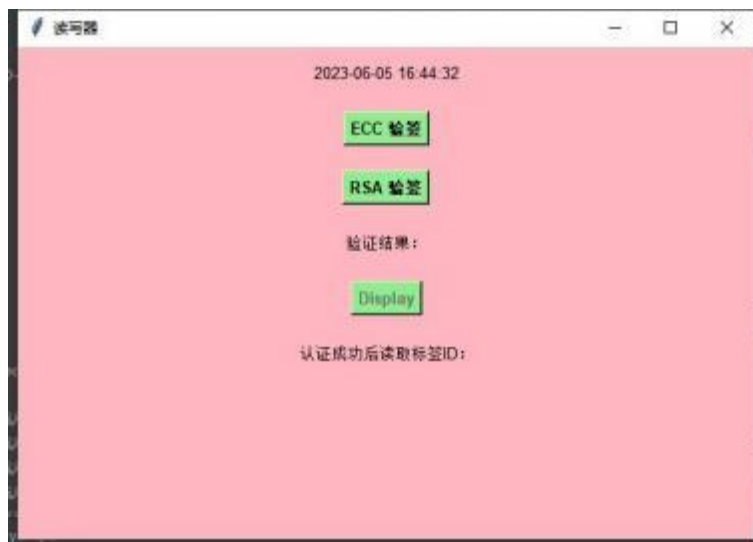 读写器
2023-06-05 16:44:32
ECC 验签
RSA 验签
验证结果：
Display
认证成功后读取标签ID：